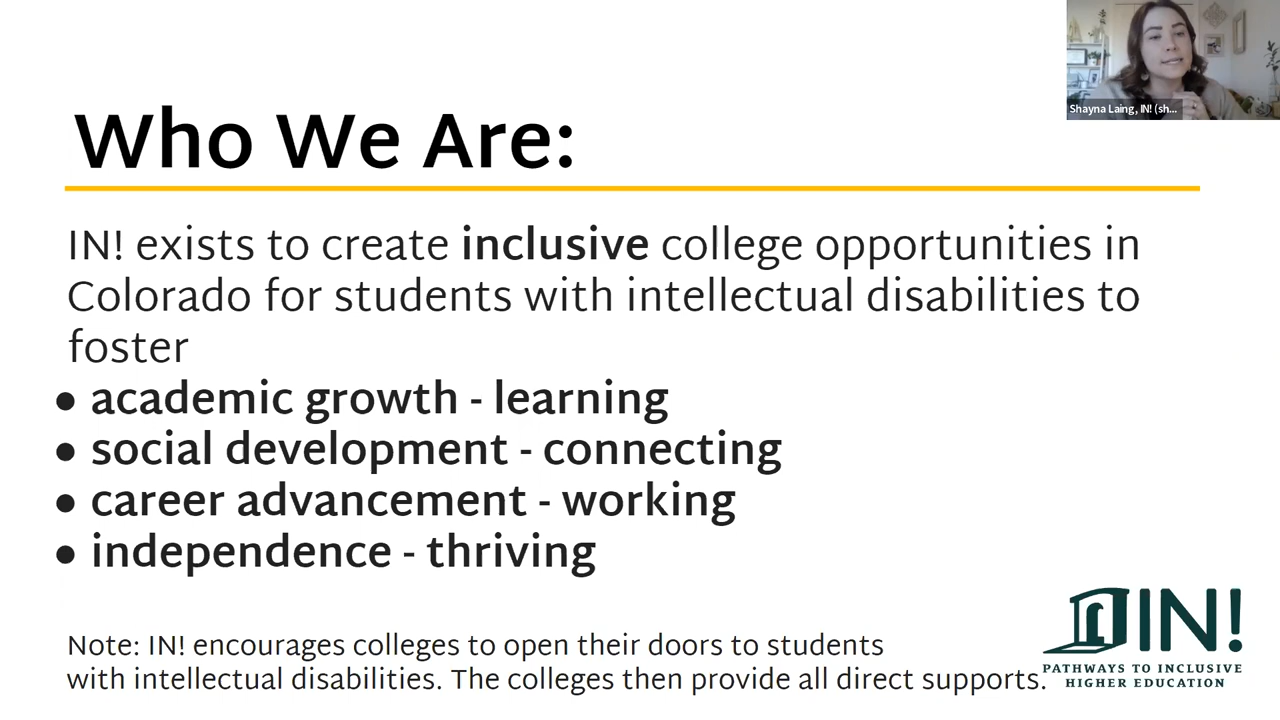 Shayna Laing, IN! (sh...
Who We Are:
IN! exists to create inclusive college opportunities in
Colorado for students with intellectual disabilities to
foster
● academic growth - learning
● social development - connecting
● career advancement - working
● independence - thriving
Note: IN! encourages colleges to open their doors to students
with intellectual disabilities. The colleges then provide all direct supports.
IN!
PATHWAYS TO INCLUSIVE
HIGHER EDUCATION